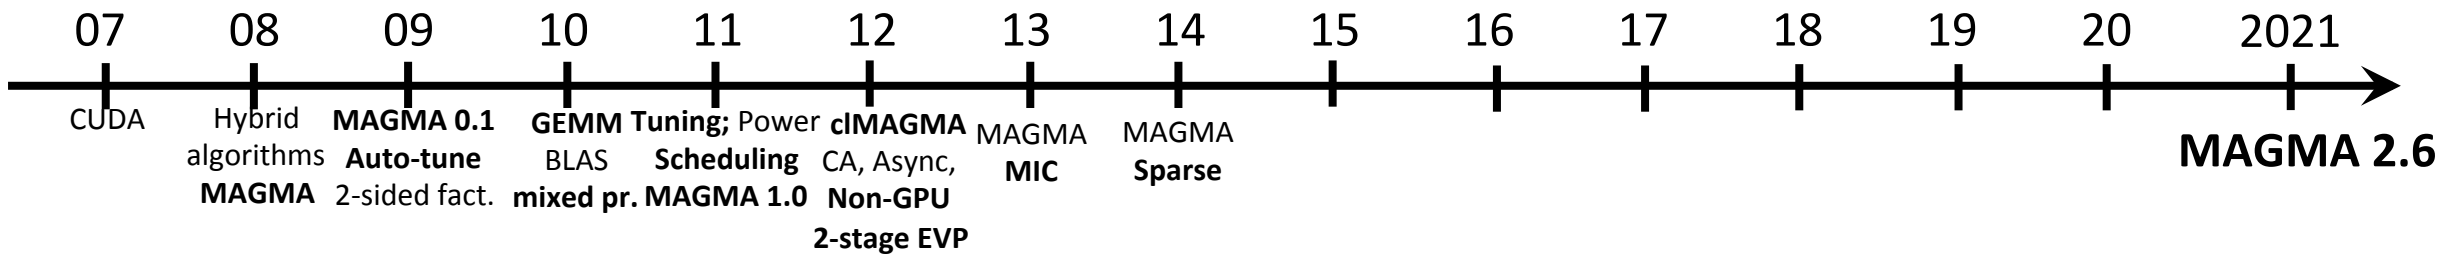 07 08 09 10 11 12 13 14 15 16 17 18 19 20 2021
CUDA
Hybrid
algorithms
MAGMA
MAGMA 0.1
Auto-tune
2-sided fact.
GEMM
BLAS
mixed pr.
Tuning; Power
Scheduling
MAGMA 1.0
clMAGMA
CA, Async,
Non-GPU
2-stage EVP
MAGMA
MIC
MAGMA
Sparse
MAGMA 2.6